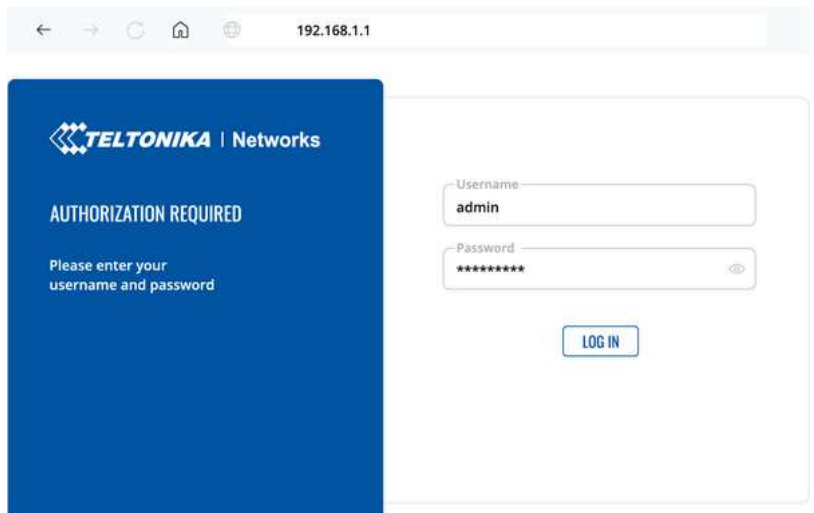 192.168.1.1
TELTONIKA | Networks
AUTHORIZATION REQUIRED
Please enter your
username and password
Username
admin
Password
*********
LOG IN